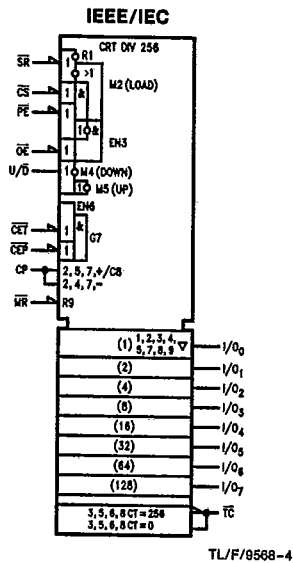 IEEE/IEC
CRT DIV 256
SR
1
R1
>1
M2(LOAD)
CS
1
&
PE
1
1
&
EN3
OE
1
U/D
1
M4(DOWN)
M5(UP)
EN6
CET
1
&
G7
CEP
1
CP
2,5,7,+/C8
2,4,7,-
MR
R9
(1) 1,2,3,4,
5,7,8,9 ▽
I/O₀
(2)
I/O₁
(4)
I/O₂
(8)
I/O₃
(16)
I/O₄
(32)
I/O₅
(64)
I/O₆
(128)
I/O₇
3,5,6,8 CT=256
3,5,6,8 CT=0
TC
TL/F/9568-4